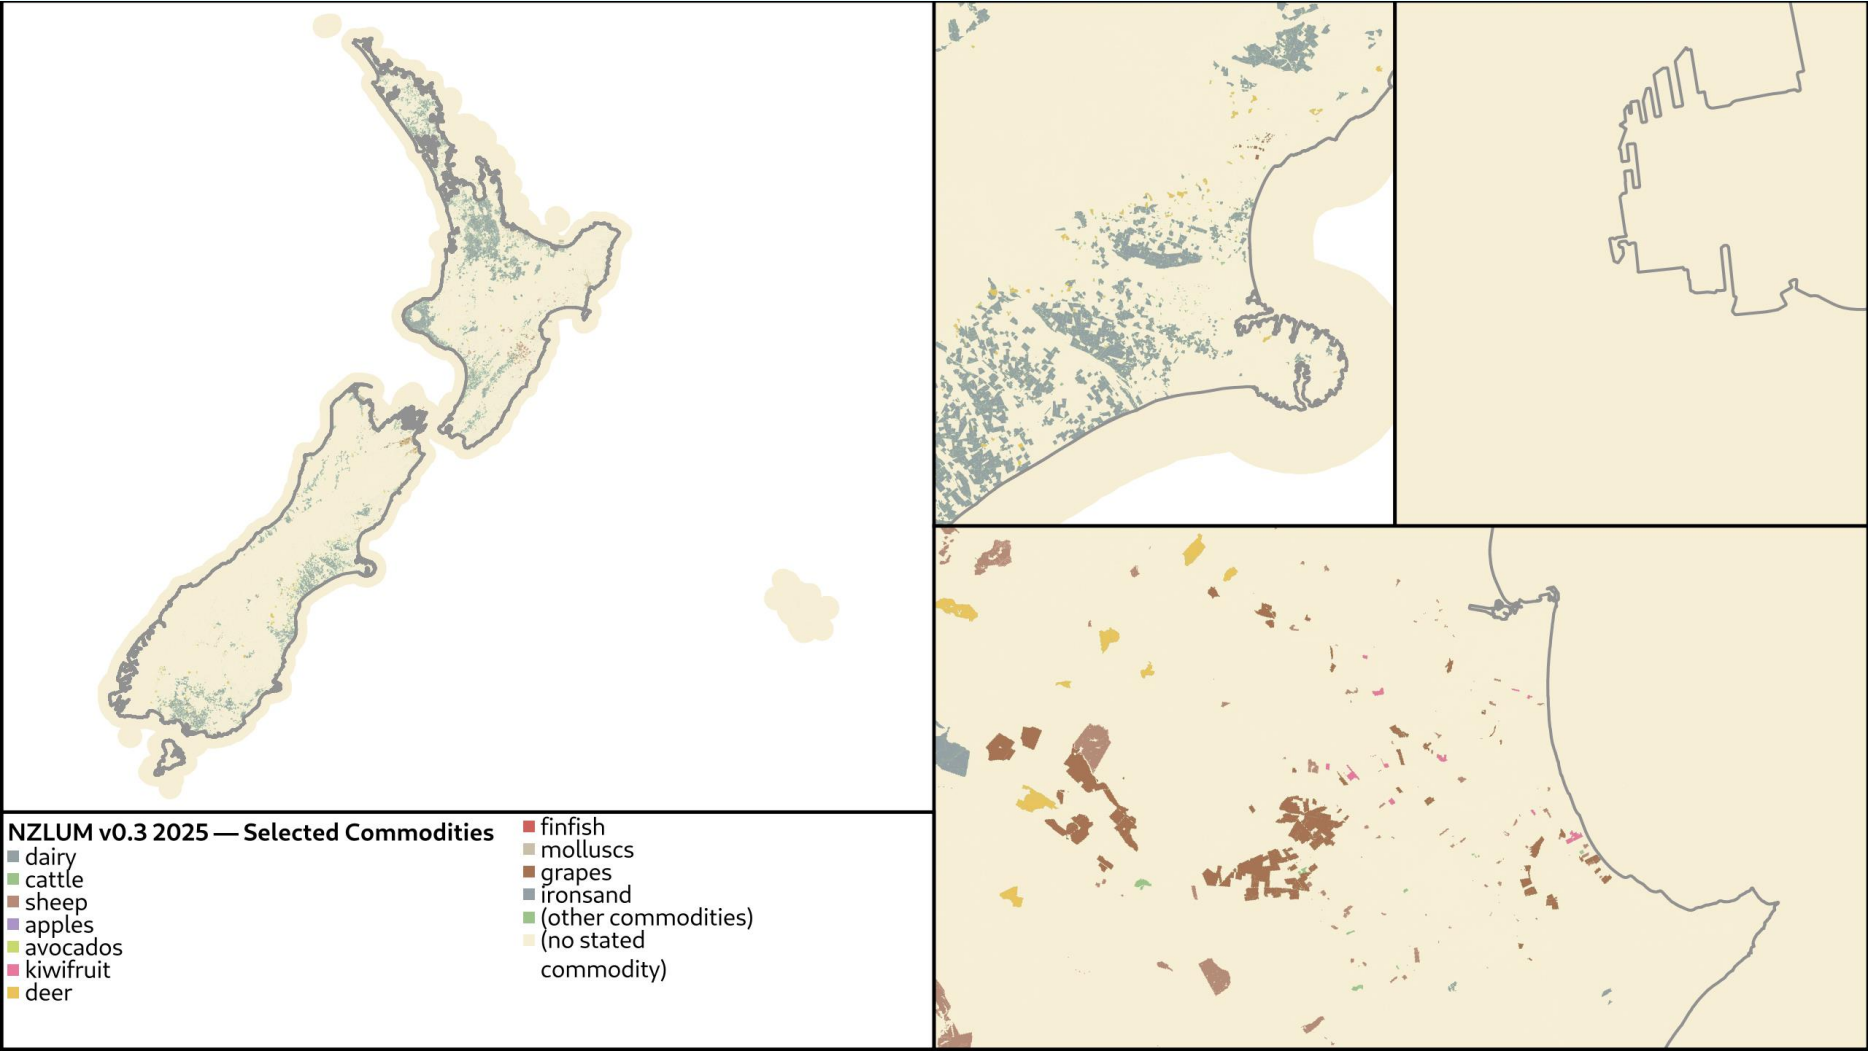 NZLUM v0.3 2025 — Selected Commodities
dairy
cattle
sheep
apples
avocados
kiwifruit
deer
finfish
molluscs
grapes
ironsand
(other commodities)
(no stated
commodity)